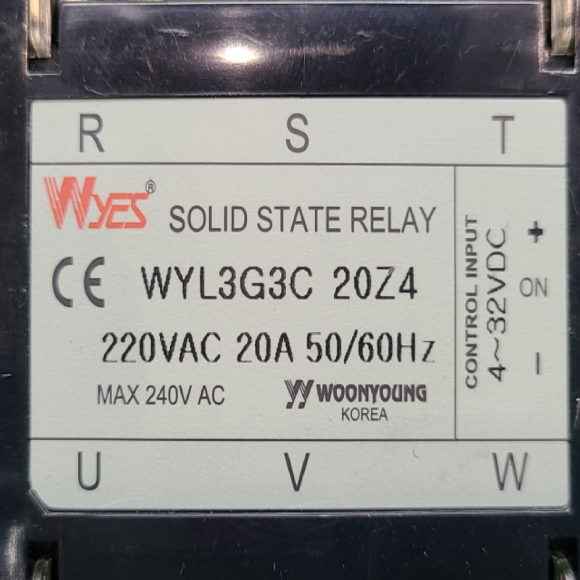 R S T
WYES® SOLID STATE RELAY
CE WYL3G3C 20Z4
220VAC 20A 50/60Hz
MAX 240V AC
WOONYOUNG
KOREA
CONTROL INPUT
4~32VDC
+ ON −
U V W